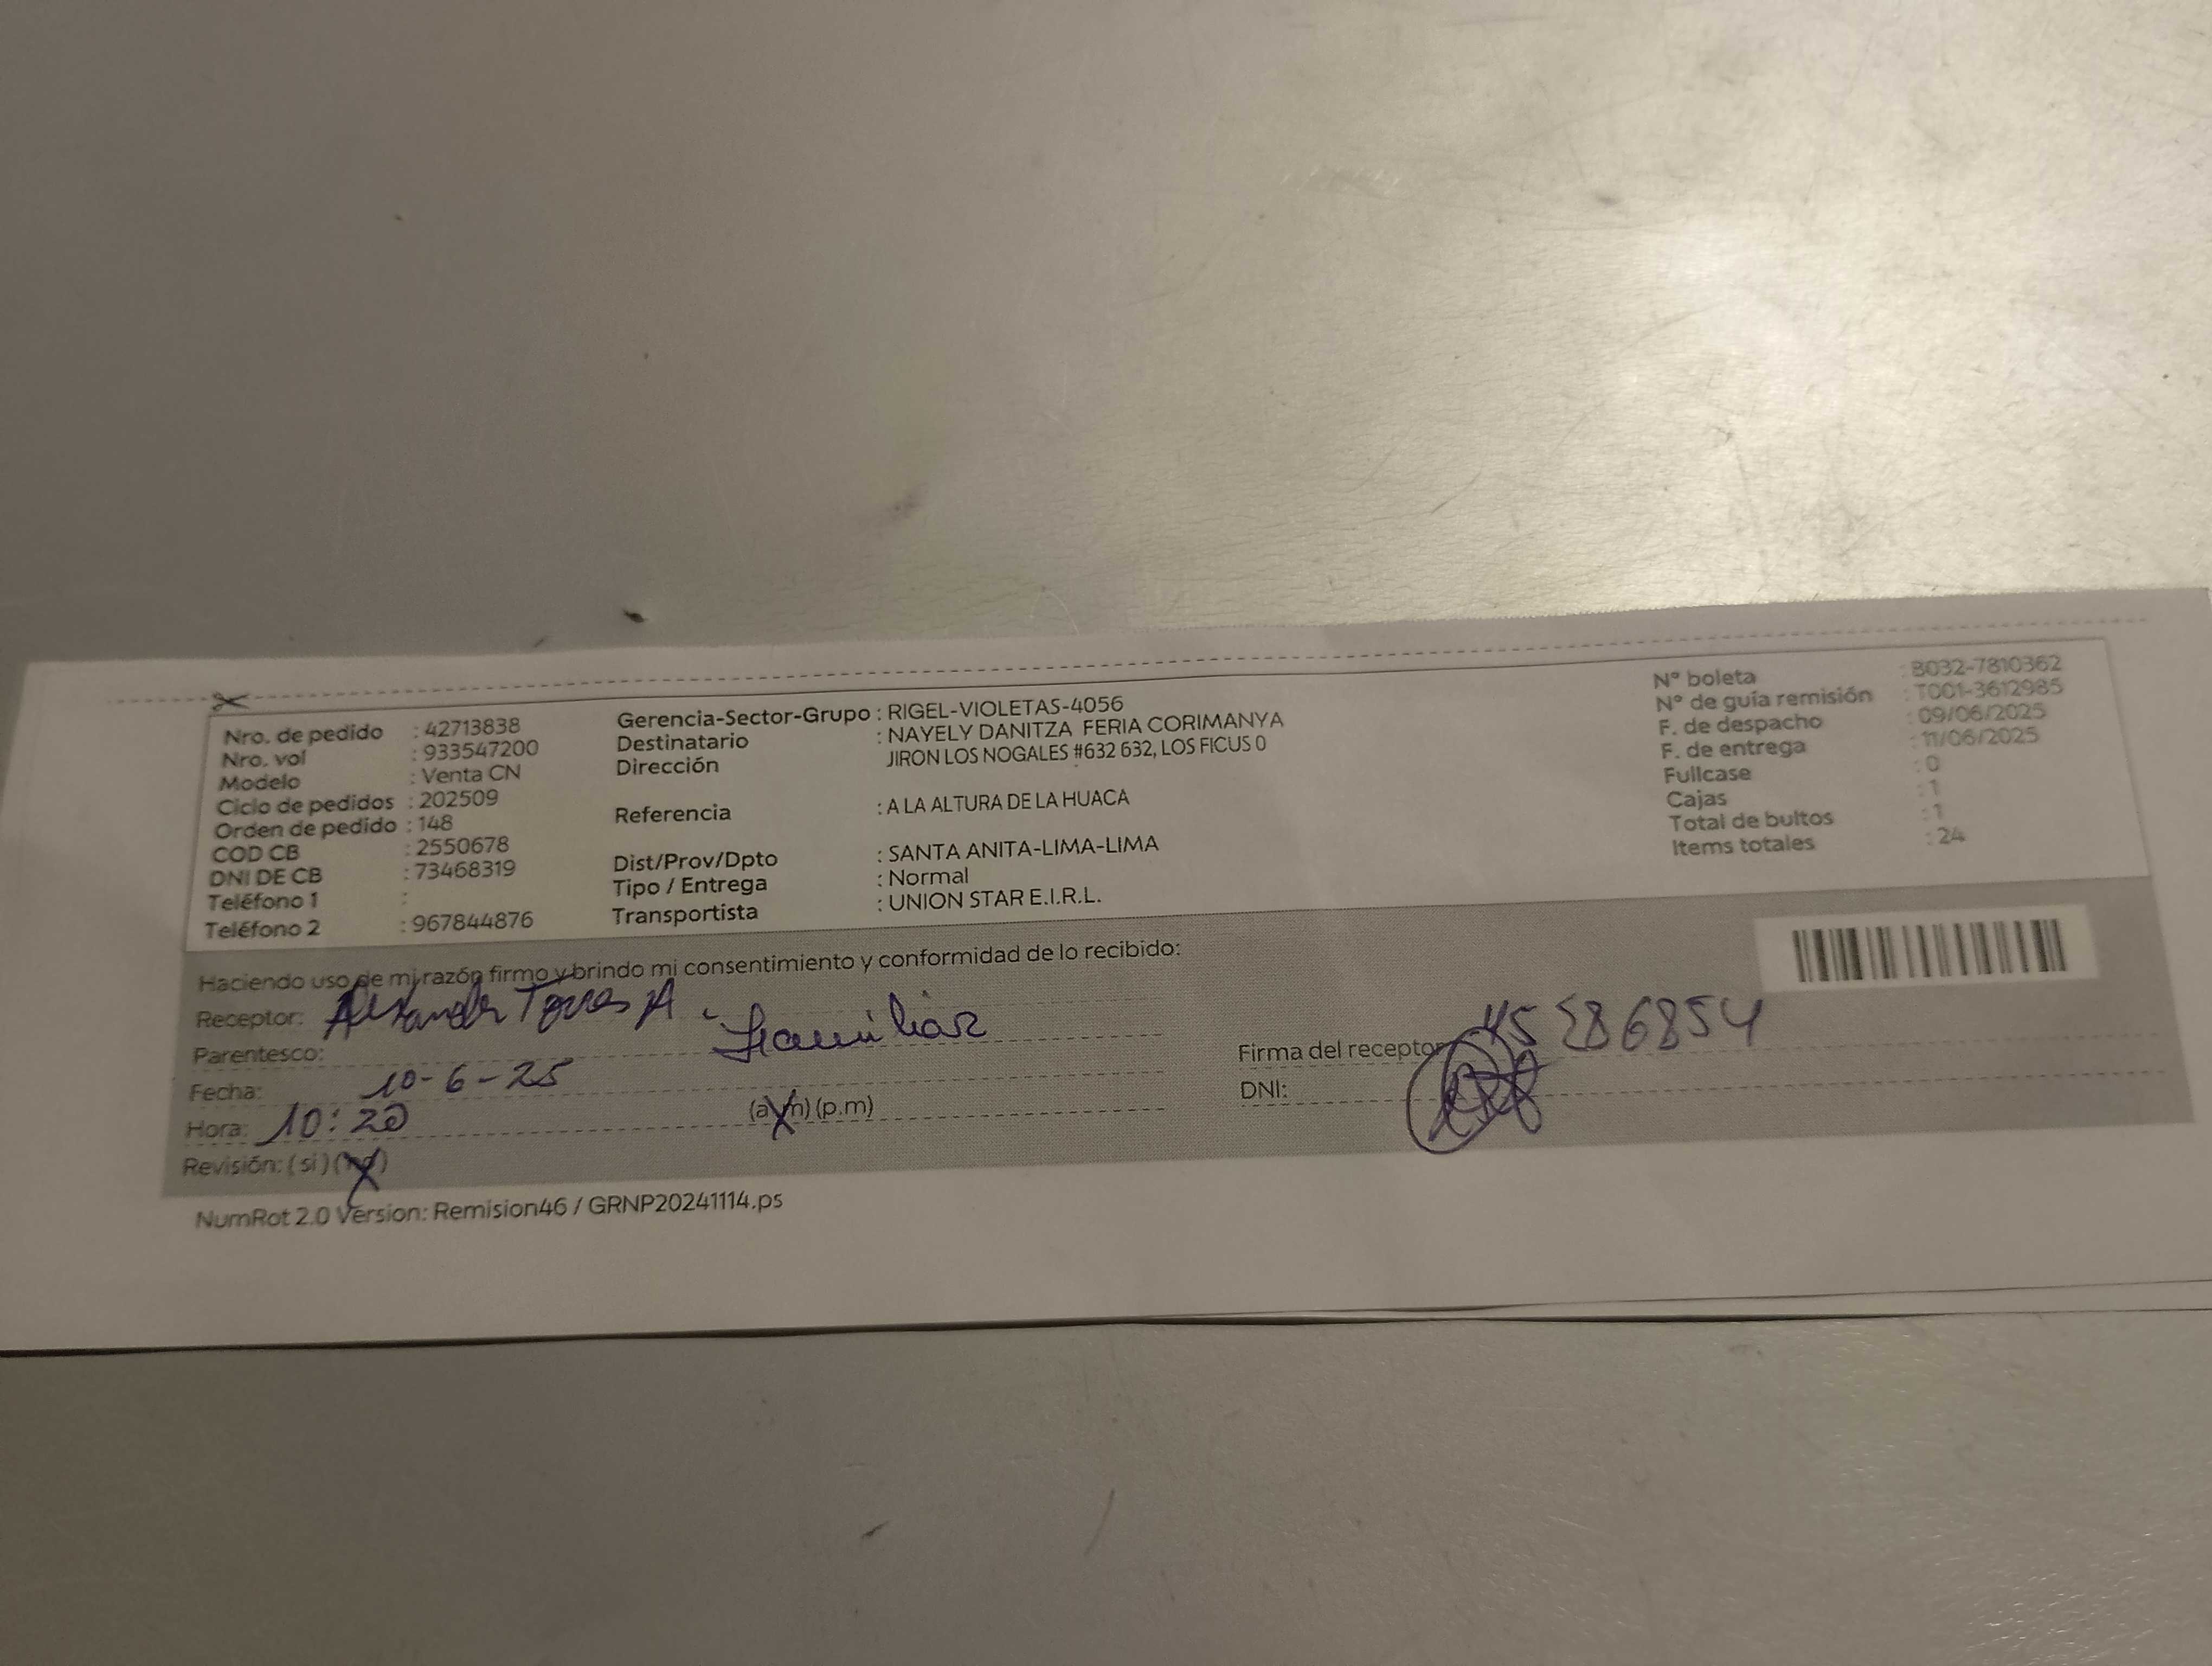 Nro. de pedido : 42713838
Nro. vol : 933547200
Modelo : Venta CN
Ciclo de pedidos : 202509
Orden de pedido : 148
COD CB : 2550678
DNI DE CB : 73468319
Teléfono 1 :
Teléfono 2 : 967844876
Gerencia-Sector-Grupo : RIGEL-VIOLETAS-4056
Destinatario : NAYELY DANITZA FERIA CORIMANYA
Dirección JIRON LOS NOGALES #632 632, LOS FICUS 0
Referencia : A LA ALTURA DE LA HUACA
Dist/Prov/Dpto : SANTA ANITA-LIMA-LIMA
Tipo / Entrega : Normal
Transportista : UNION STAR E.I.R.L.
N° boleta : B032-7810362
N° de guía remisión : T001-3612985
F. de despacho : 09/06/2025
F. de entrega : 11/06/2025
Fullcase : 0
Cajas : 1
Total de bultos : 1
Items totales : 24
Haciendo uso de mi razón firmo y brindo mi consentimiento y conformidad de lo recibido:
Receptor: Alexander Torres A.
Parentesco: Familiar
Fecha: 10-6-25
Hora: 10:20 (a.m) (p.m)
Revisión: (si) (no)
Firma del receptor
DNI:
NumRot 2.0 Version: Remision46 / GRNP20241114.ps